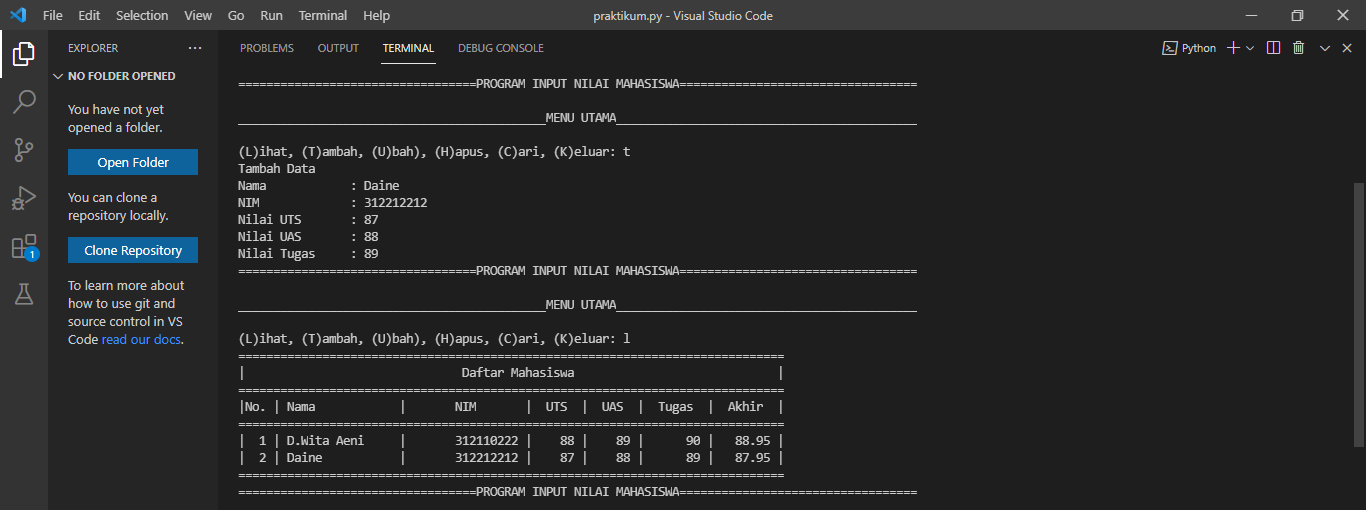 File Edit Selection View Go Run Terminal Help praktikum.py - Visual Studio Code
EXPLORER ···
NO FOLDER OPENED
You have not yet
opened a folder.
Open Folder
You can clone a
repository locally.
Clone Repository
To learn more about
how to use git and
source control in VS
Code read our docs.
1
PROBLEMS OUTPUT TERMINAL DEBUG CONSOLE Python
==================================PROGRAM INPUT NILAI MAHASISWA==================================
____________________________________________MENU UTAMA___________________________________________
(L)ihat, (T)ambah, (U)bah), (H)apus, (C)ari, (K)eluar: t
Tambah Data
Nama            : Daine
NIM             : 312212212
Nilai UTS       : 87
Nilai UAS       : 88
Nilai Tugas     : 89
==================================PROGRAM INPUT NILAI MAHASISWA==================================
____________________________________________MENU UTAMA___________________________________________
(L)ihat, (T)ambah, (U)bah), (H)apus, (C)ari, (K)eluar: l
==============================================================================
|                               Daftar Mahasiswa                             |
==============================================================================
|No. | Nama            |       NIM       |  UTS  |  UAS  |  Tugas  |  Akhir  |
==============================================================================
|  1 | D.Wita Aeni     |       312110222 |    88 |    89 |      90 |   88.95 |
|  2 | Daine           |       312212212 |    87 |    88 |      89 |   87.95 |
==============================================================================
==================================PROGRAM INPUT NILAI MAHASISWA==================================